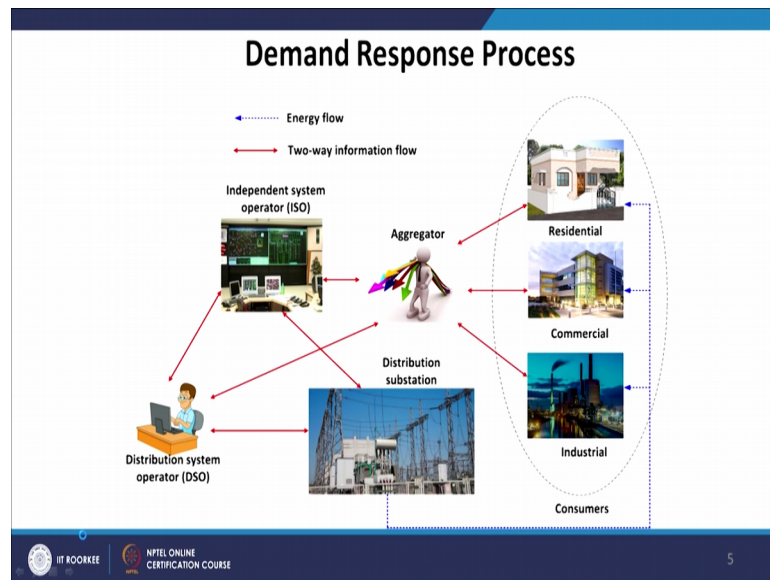 Demand Response Process
Energy flow
Two-way information flow
Independent system
operator (ISO)
Aggregator
Residential
Commercial
Distribution
substation
Industrial
Distribution system
operator (DSO)
Consumers
IIT ROORKEE
NPTEL ONLINE
CERTIFICATION COURSE
5